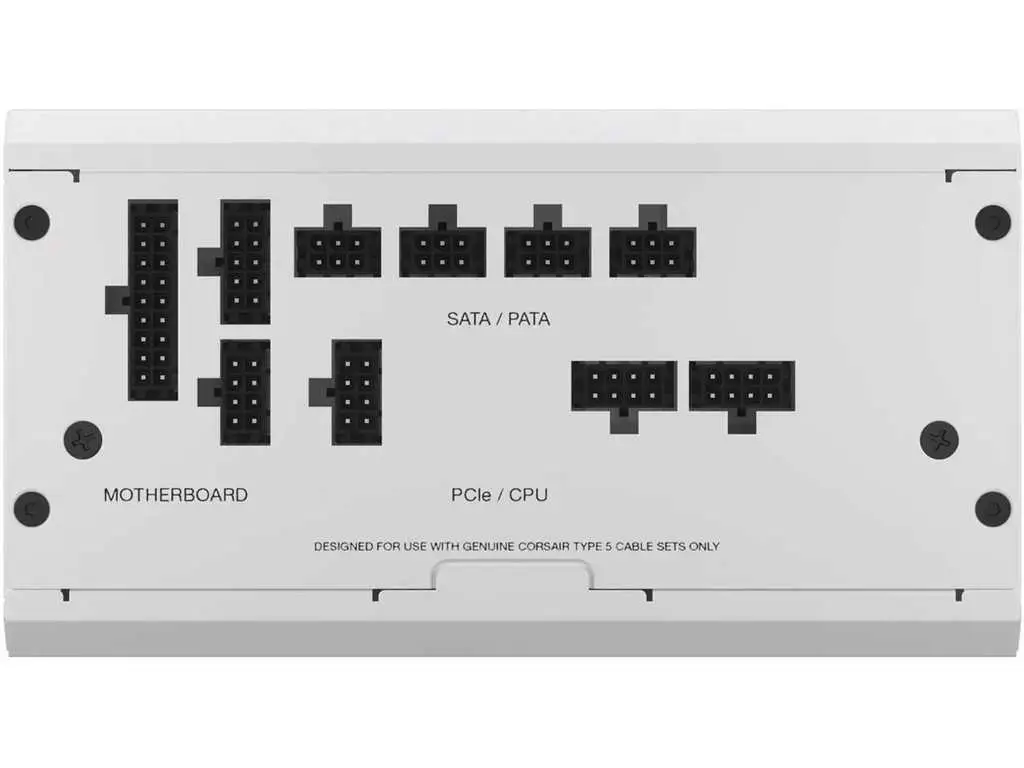 SATA / PATA
MOTHERBOARD
PCIe / CPU
DESIGNED FOR USE WITH GENUINE CORSAIR TYPE 5 CABLE SETS ONLY